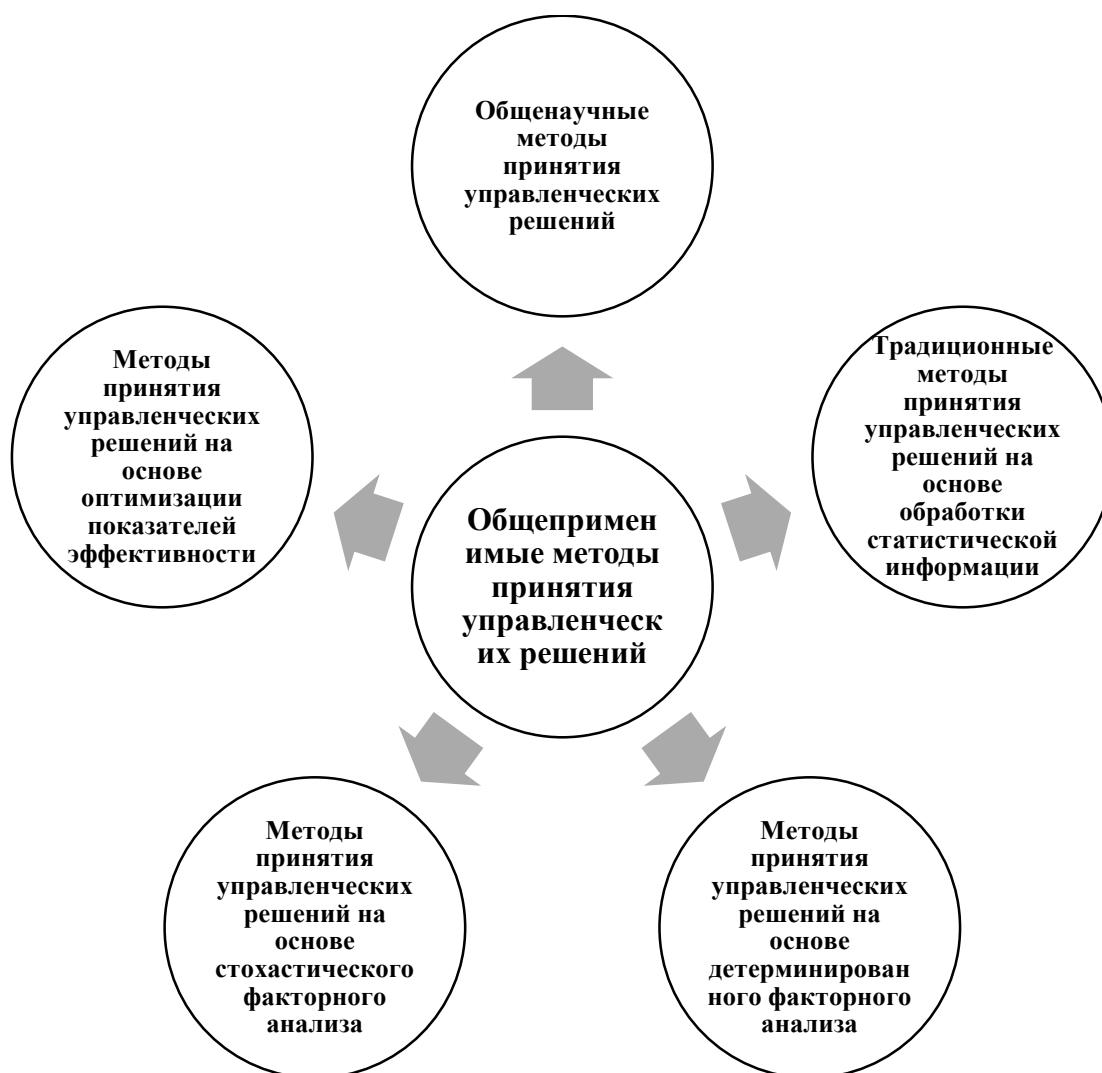 Общенаучные
методы
принятия
управленческих
решений
Традиционные
методы
принятия
управленческих
решений на
основе
обработки
статистической
информации
Методы
принятия
управленческих
решений на
основе
оптимизации
показателей
эффективности
Общепримен
имые методы
принятия
управленческ
их решений
Методы
принятия
управленческих
решений на
основе
стохастического
факторного
анализа
Методы
принятия
управленческих
решений на
основе
детерминирован
ного факторного
анализа